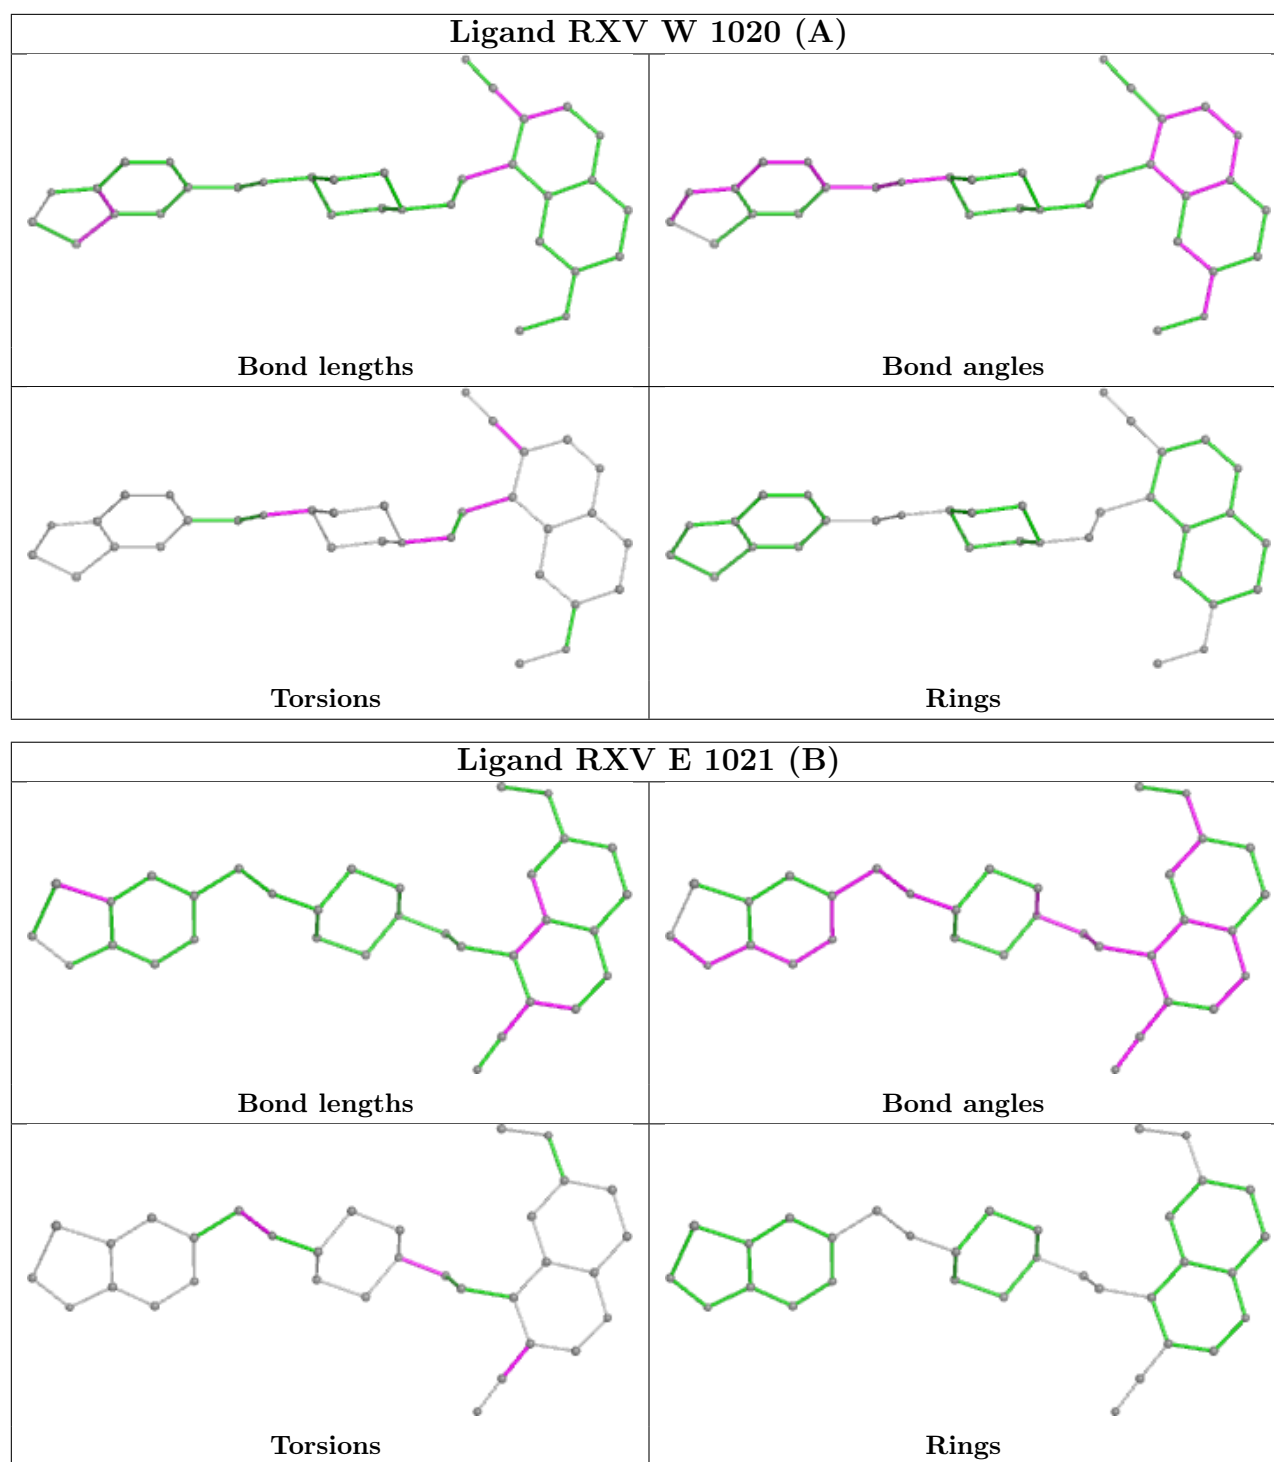 Ligand RXV W 1020 (A)
Bond lengths
Bond angles
Torsions
Rings
Ligand RXV E 1021 (B)
Bond lengths
Bond angles
Torsions
Rings